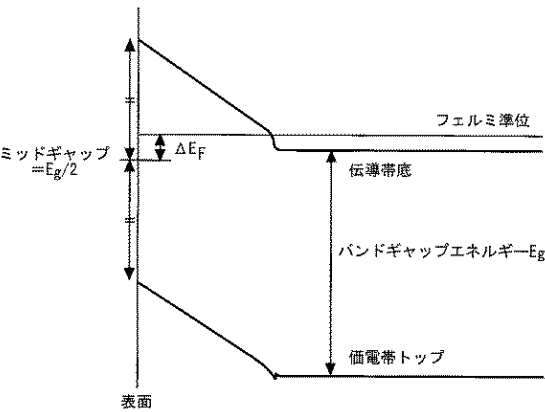 フェルミ準位
ΔEF
ミッドギャップ
=Eg/2
伝導帯底
バンドギャップエネルギーEg
価電帯トップ
表面